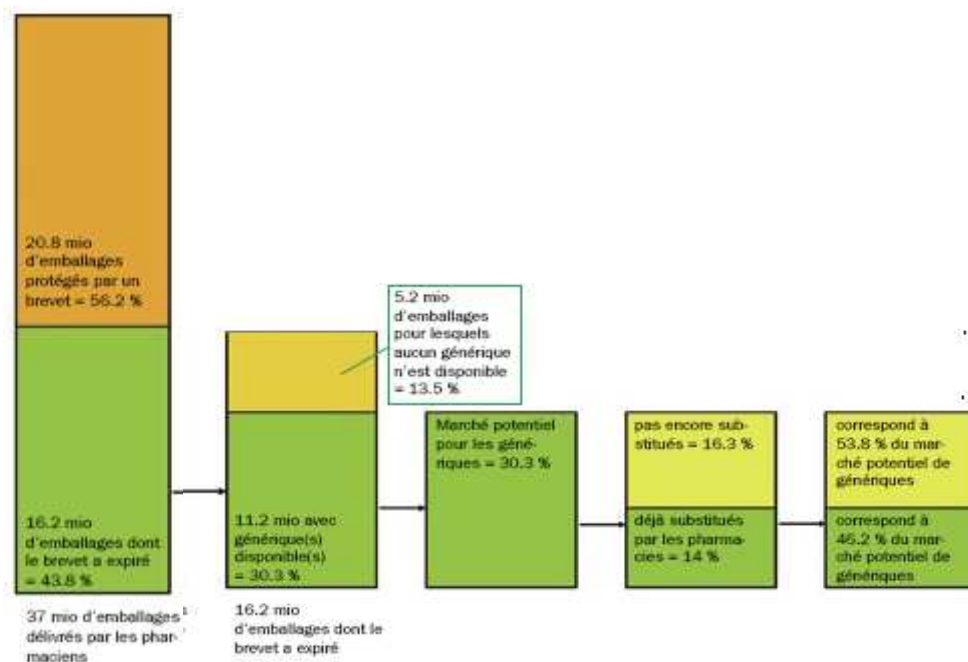 20.8 mio
d'emballages
protégés par un
brevet = 56.2 %
16.2 mio
d'emballages dont
le brevet a expiré
= 43.8 %
37 mio d'emballages¹
délivrés par les phar-
maciens
5.2 mio
d'emballages
pour lesquels
aucun générique
n'est disponible
= 13.5 %
11.2 mio avec
générique(s)
disponible(s)
= 30.3 %
16.2 mio
d'emballages dont le
brevet a expiré
Marché potentiel
pour les géné-
riques = 30.3 %
pas encore sub-
stitués = 16.3 %
déjà substitués
par les pharma-
cies = 14 %
correspond à
53.8 % du mar-
ché potentiel de
génériques
correspond à
46.2 % du mar-
ché potentiel de
génériques